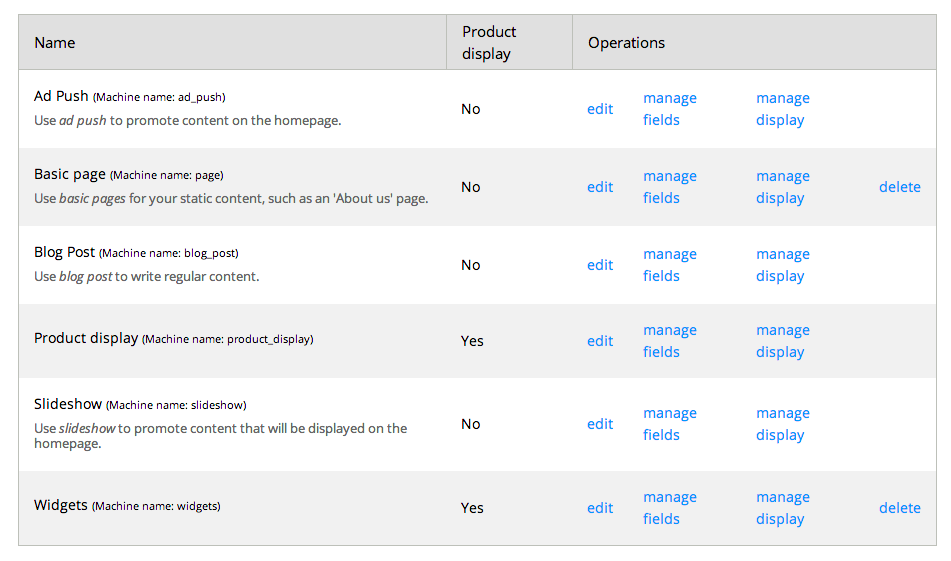 Name
Product
display
Operations
Ad Push (Machine name: ad_push)
Use ad push to promote content on the homepage.
No
edit
manage
fields
manage
display
Basic page (Machine name: page)
Use basic pages for your static content, such as an 'About us' page.
No
edit
manage
fields
manage
display
delete
Blog Post (Machine name: blog_post)
Use blog post to write regular content.
No
edit
manage
fields
manage
display
Product display (Machine name: product_display)
Yes
edit
manage
fields
manage
display
Slideshow (Machine name: slideshow)
Use slideshow to promote content that will be displayed on the
homepage.
No
edit
manage
fields
manage
display
Widgets (Machine name: widgets)
Yes
edit
manage
fields
manage
display
delete